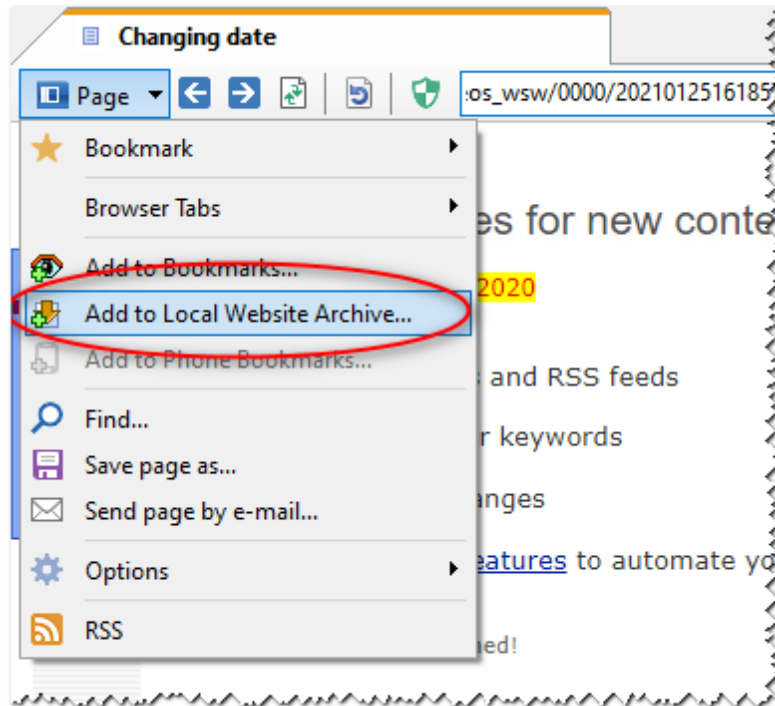 Changing date
Page
:os_wsw/0000/2021012516185
Bookmark
Browser Tabs
es for new conte
Add to Bookmarks...
2020
Add to Local Website Archive...
Add to Phone Bookmarks...
and RSS feeds
Find...
r keywords
Save page as...
anges
Send page by e-mail...
eatures to automate yo
Options
RSS
ned!